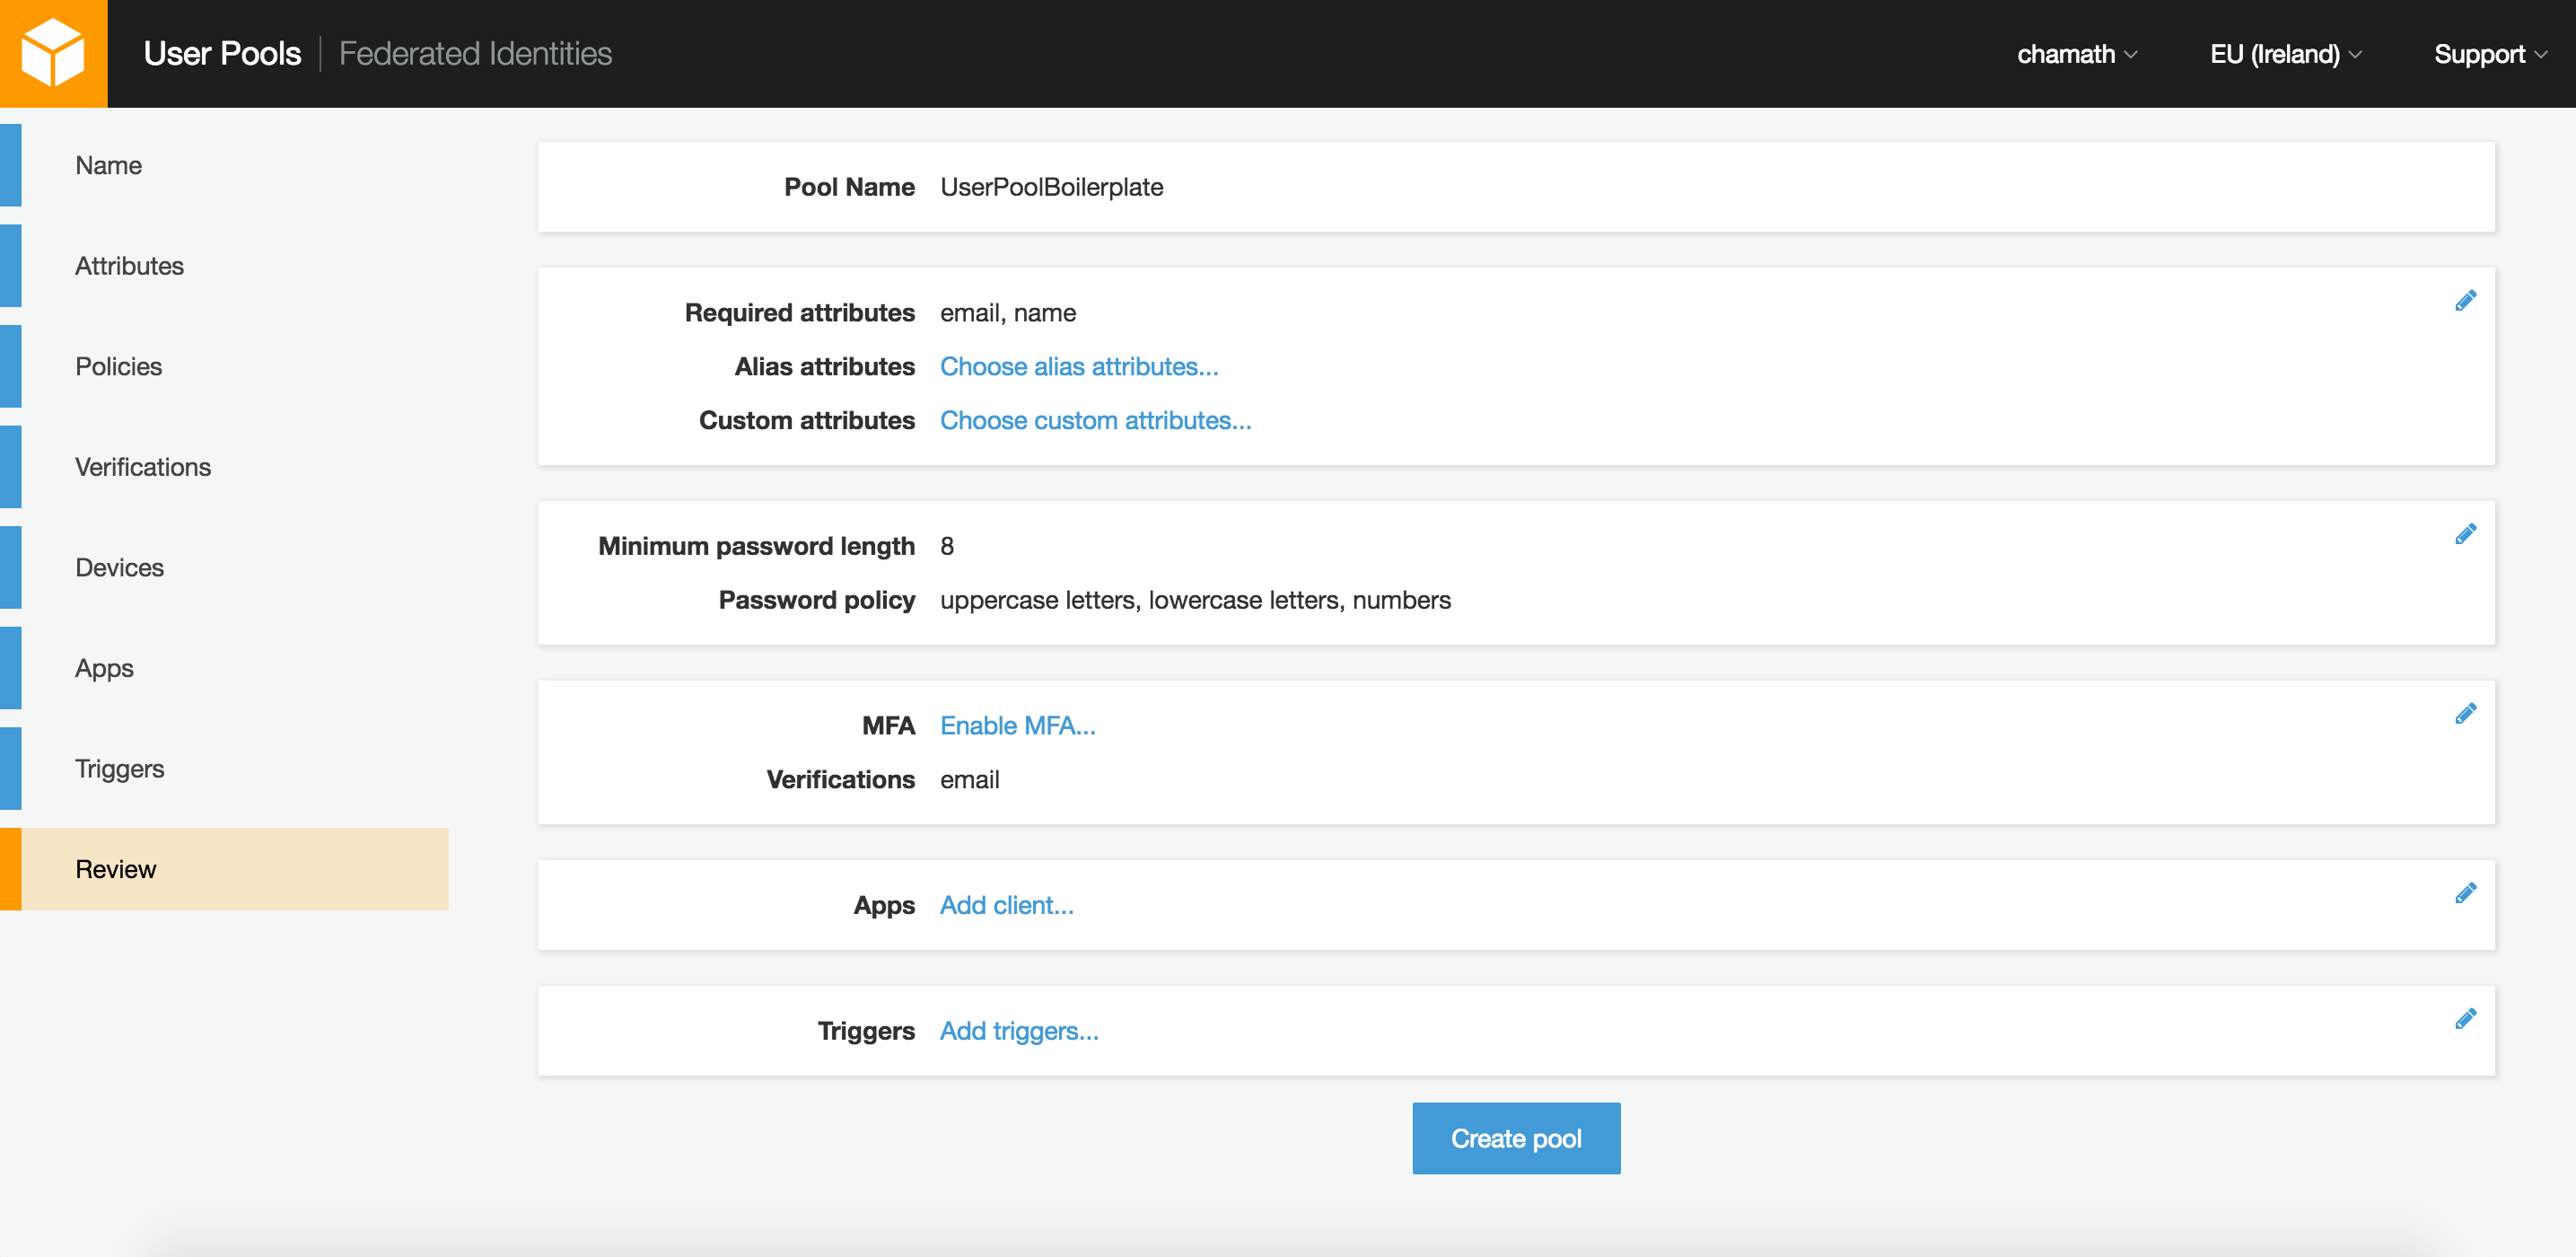 User Pools | Federated Identities
chamath
EU (Ireland)
Support
Name
Attributes
Policies
Verifications
Devices
Apps
Triggers
Review
Pool Name UserPoolBoilerplate
Required attributes email, name
Alias attributes Choose alias attributes...
Custom attributes Choose custom attributes...
Minimum password length 8
Password policy uppercase letters, lowercase letters, numbers
MFA Enable MFA...
Verifications email
Apps Add client...
Triggers Add triggers...
Create pool